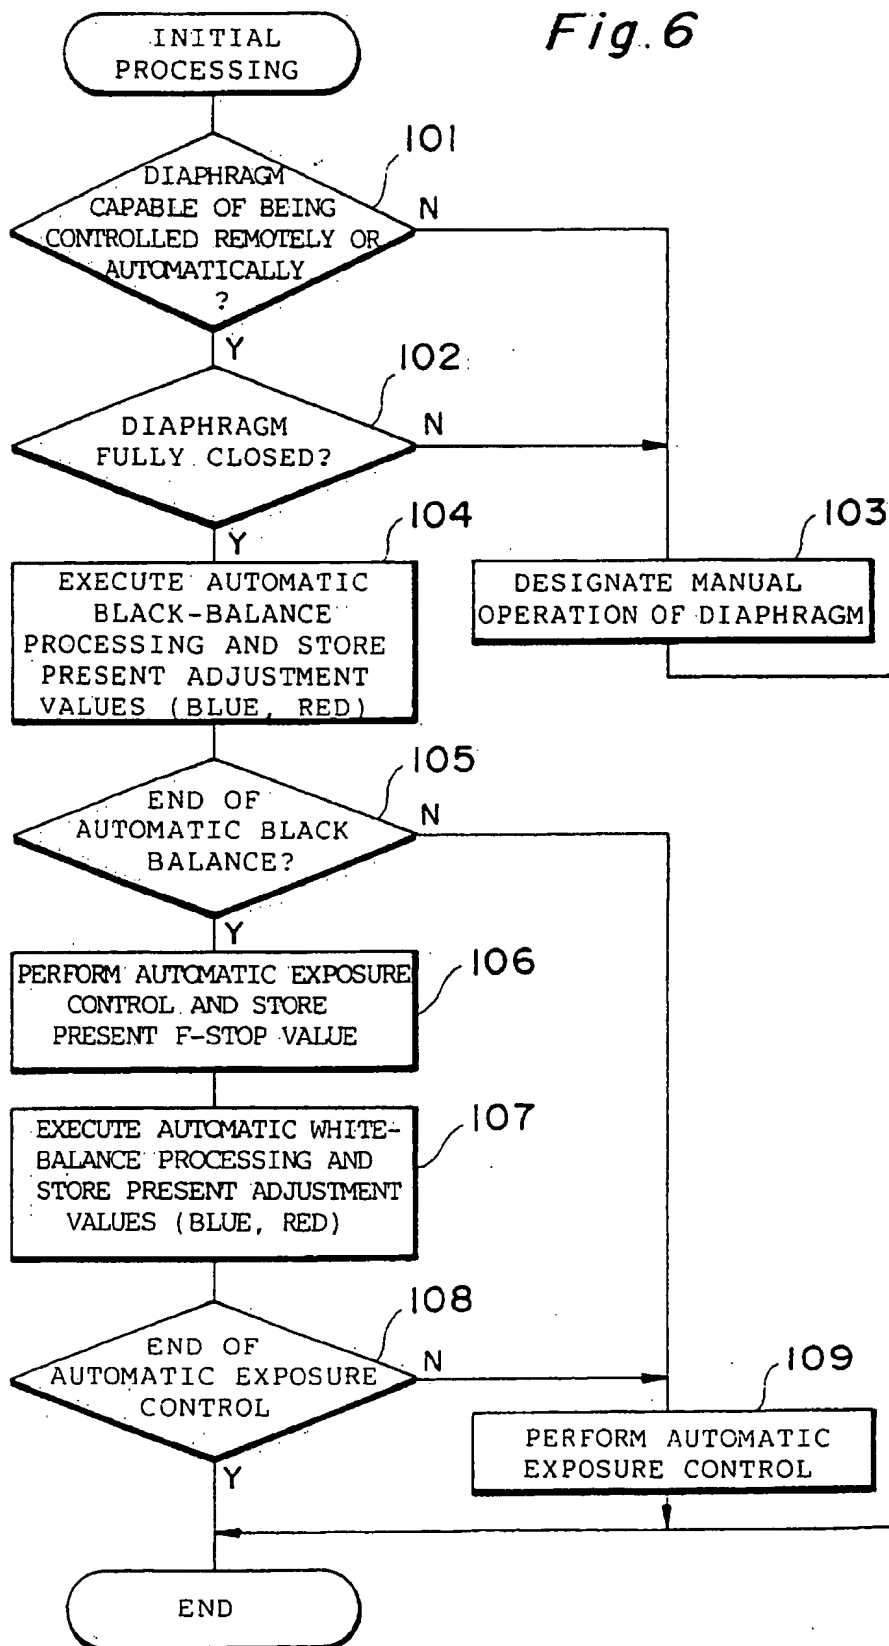 Fig. 6
INITIAL
PROCESSING
101
DIAPHRAGM
CAPABLE OF BEING
CONTROLLED REMOTELY OR
AUTOMATICALLY
?
N
Y
102
DIAPHRAGM
FULLY CLOSED?
N
Y
103
DESIGNATE MANUAL
OPERATION OF DIAPHRAGM
104
EXECUTE AUTOMATIC
BLACK-BALANCE
PROCESSING AND STORE
PRESENT ADJUSTMENT
VALUES (BLUE, RED)
105
END OF
AUTOMATIC BLACK
BALANCE?
N
Y
106
PERFORM AUTOMATIC EXPOSURE
CONTROL AND STORE
PRESENT F-STOP VALUE
107
EXECUTE AUTOMATIC WHITE-
BALANCE PROCESSING AND
STORE PRESENT ADJUSTMENT
VALUES (BLUE, RED)
108
END OF
AUTOMATIC EXPOSURE
CONTROL
N
Y
109
PERFORM AUTOMATIC
EXPOSURE CONTROL
END